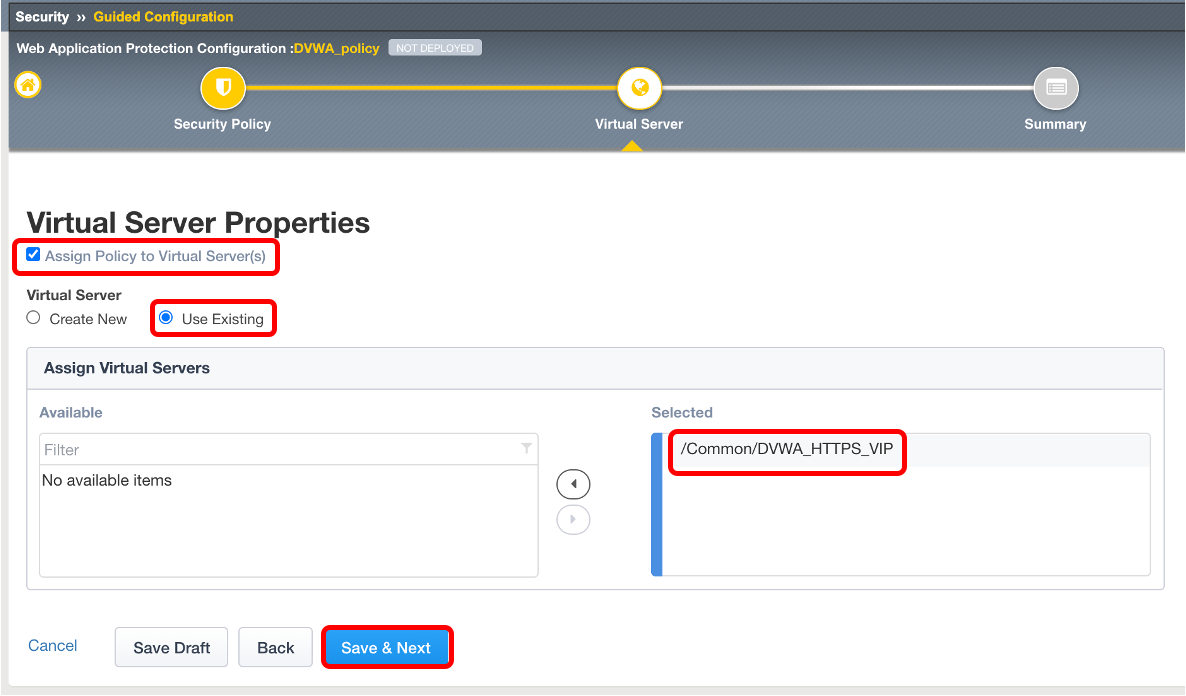 Security » Guided Configuration
Web Application Protection Configuration :DVWA_policy NOT DEPLOYED
Security Policy Virtual Server Summary
Virtual Server Properties
Assign Policy to Virtual Server(s)
Virtual Server
Create New Use Existing
Assign Virtual Servers
Available Selected
Filter /Common/DVWA_HTTPS_VIP
No available items
Cancel Save Draft Back Save & Next